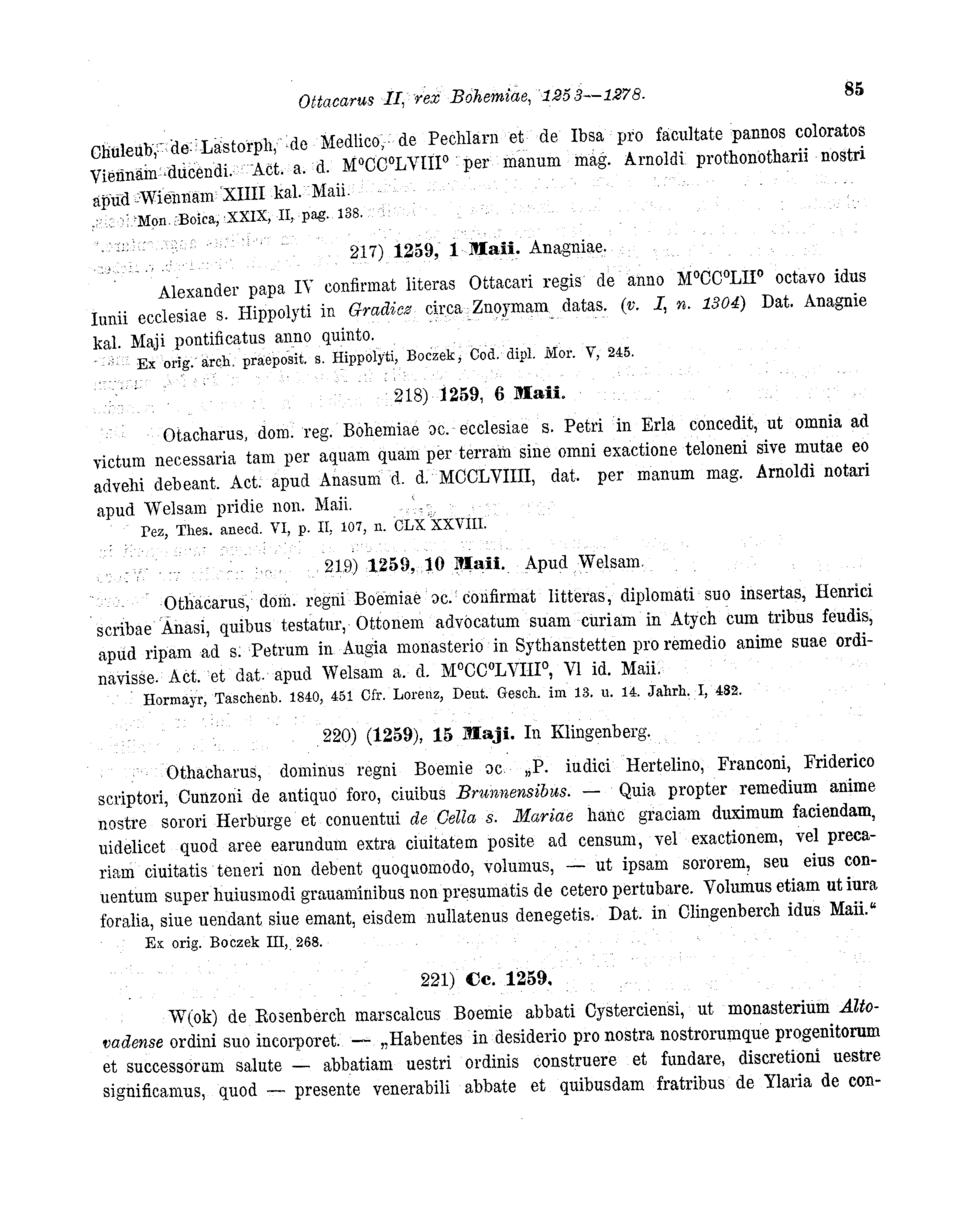 Ottacarus II, rex Bohemiae, 1253—1278. 85
Chuleub, de Lastorph, de Medlico, de Pechlarn et de Ibsa pro facultate pannos coloratos
Viennam ducendi. Act. a. d. M⁰CC⁰LVIII⁰ per manum mag. Arnoldi prothonotharii nostri
apud Wiennam XIIII kal. Maii.
Mon. Boica, XXIX, II, pag. 138.
217) 1259, 1 Maii. Anagniae.
Alexander papa IV confirmat literas Ottacari regis de anno M⁰CC⁰LII⁰ octavo idus
Iunii ecclesiae s. Hippolyti in Gradicz circa Znoymam datas. (v. I, n. 1304) Dat. Anagnie
kal. Maji pontificatus anno quinto.
Ex orig. arch. praeposit. s. Hippolyti, Boczek, Cod. dipl. Mor. V, 245.
218) 1259, 6 Maii.
Otacharus, dom. reg. Bohemiae ɔc. ecclesiae s. Petri in Erla concedit, ut omnia ad
victum necessaria tam per aquam quam per terram sine omni exactione teloneni sive mutae eo
advehi debeant. Act. apud Anasum d. d. MCCLVIIII, dat. per manum mag. Arnoldi notari
apud Welsam pridie non. Maii.
Pez, Thes. anecd. VI, p. II, 107, n. CLXXXVIII.
219) 1259, 10 Maii. Apud Welsam.
Othacarus, dom. regni Boemiae ɔc. confirmat litteras, diplomati suo insertas, Henrici
scribae Anasi, quibus testatur, Ottonem advocatum suam curiam in Atych cum tribus feudis,
apud ripam ad s. Petrum in Augia monasterio in Sythanstetten pro remedio anime suae ordi-
navisse. Act. et dat. apud Welsam a. d. M⁰CC⁰LVIII⁰, VI id. Maii.
Hormayr, Taschenb. 1840, 451 Cfr. Lorenz, Deut. Gesch. im 13. u. 14. Jahrh. I, 482.
220) (1259), 15 Maji. In Klingenberg.
Othacharus, dominus regni Boemie ɔc „P. iudici Hertelino, Franconi, Friderico
scriptori, Cunzoni de antiquo foro, ciuibus Brunnensibus. — Quia propter remedium anime
nostre sorori Herburge et conuentui de Cella s. Mariae hanc graciam duximum faciendam,
uidelicet quod aree earundum extra ciuitatem posite ad censum, vel exactionem, vel preca-
riam ciuitatis teneri non debent quoquomodo, volumus, — ut ipsam sororem, seu eius con-
uentum super huiusmodi grauaminibus non presumatis de cetero pertubare. Volumus etiam ut iura
foralia, siue uendant siue emant, eisdem nullatenus denegetis. Dat. in Clingenberch idus Maii.“
Ex orig. Boczek III, 268.
221) Cc. 1259.
W(ok) de Rosenberch marscalcus Boemie abbati Cysterciensi, ut monasterium Alto-
vadense ordini suo incorporet. — „Habentes in desiderio pro nostra nostrorumque progenitorum
et successorum salute — abbatiam uestri ordinis construere et fundare, discretioni uestre
significamus, quod — presente venerabili abbate et quibusdam fratribus de Ylaria de con-